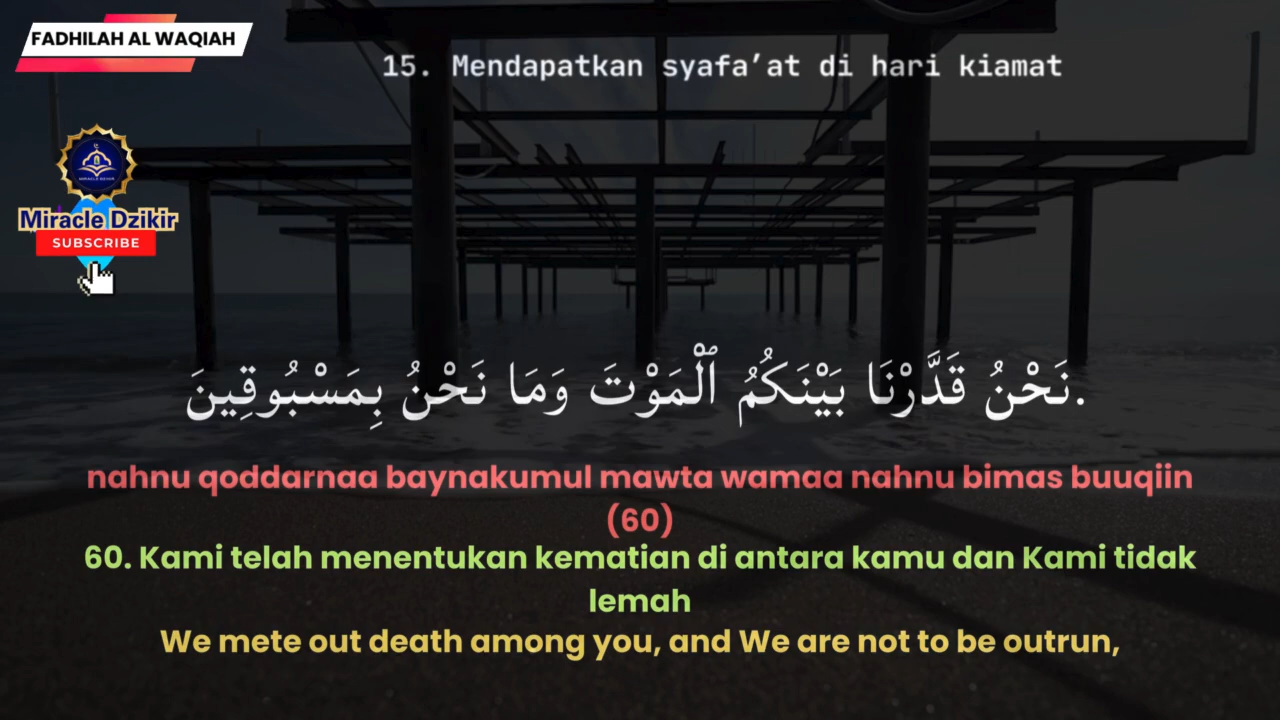 FADHILAH AL WAQIAH
15. Mendapatkan syafa’at di hari kiamat
MIRACLE DZIKIR
Miracle Dzikir
SUBSCRIBE
نَحْنُ قَدَّرْنَا بَيْنَكُمُ ٱلْمَوْتَ وَمَا نَحْنُ بِمَسْبُوقِينَ.
nahnu qoddarnaa baynakumul mawta wamaa nahnu bimas buuqiin
(60)
60. Kami telah menentukan kematian di antara kamu dan Kami tidak
lemah
We mete out death among you, and We are not to be outrun,